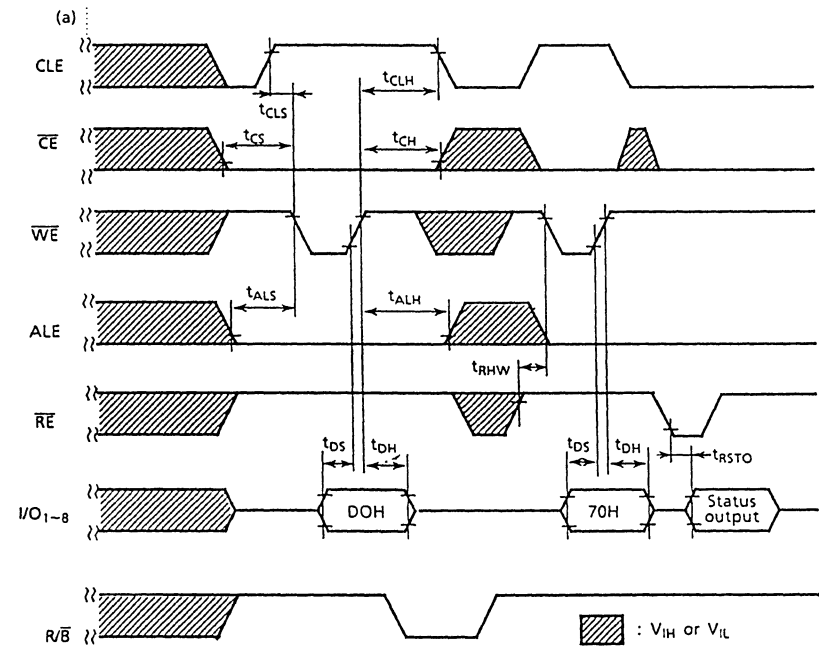 (a)
CLE
tCLH
tCLS
CE
tCS
tCH
WE
tALS
tALH
ALE
tRHW
RE
tDS
tDH
tDS
tDH
tRSTO
I/O1~8
DOH
70H
Status
output
R/B
: VIH or VIL